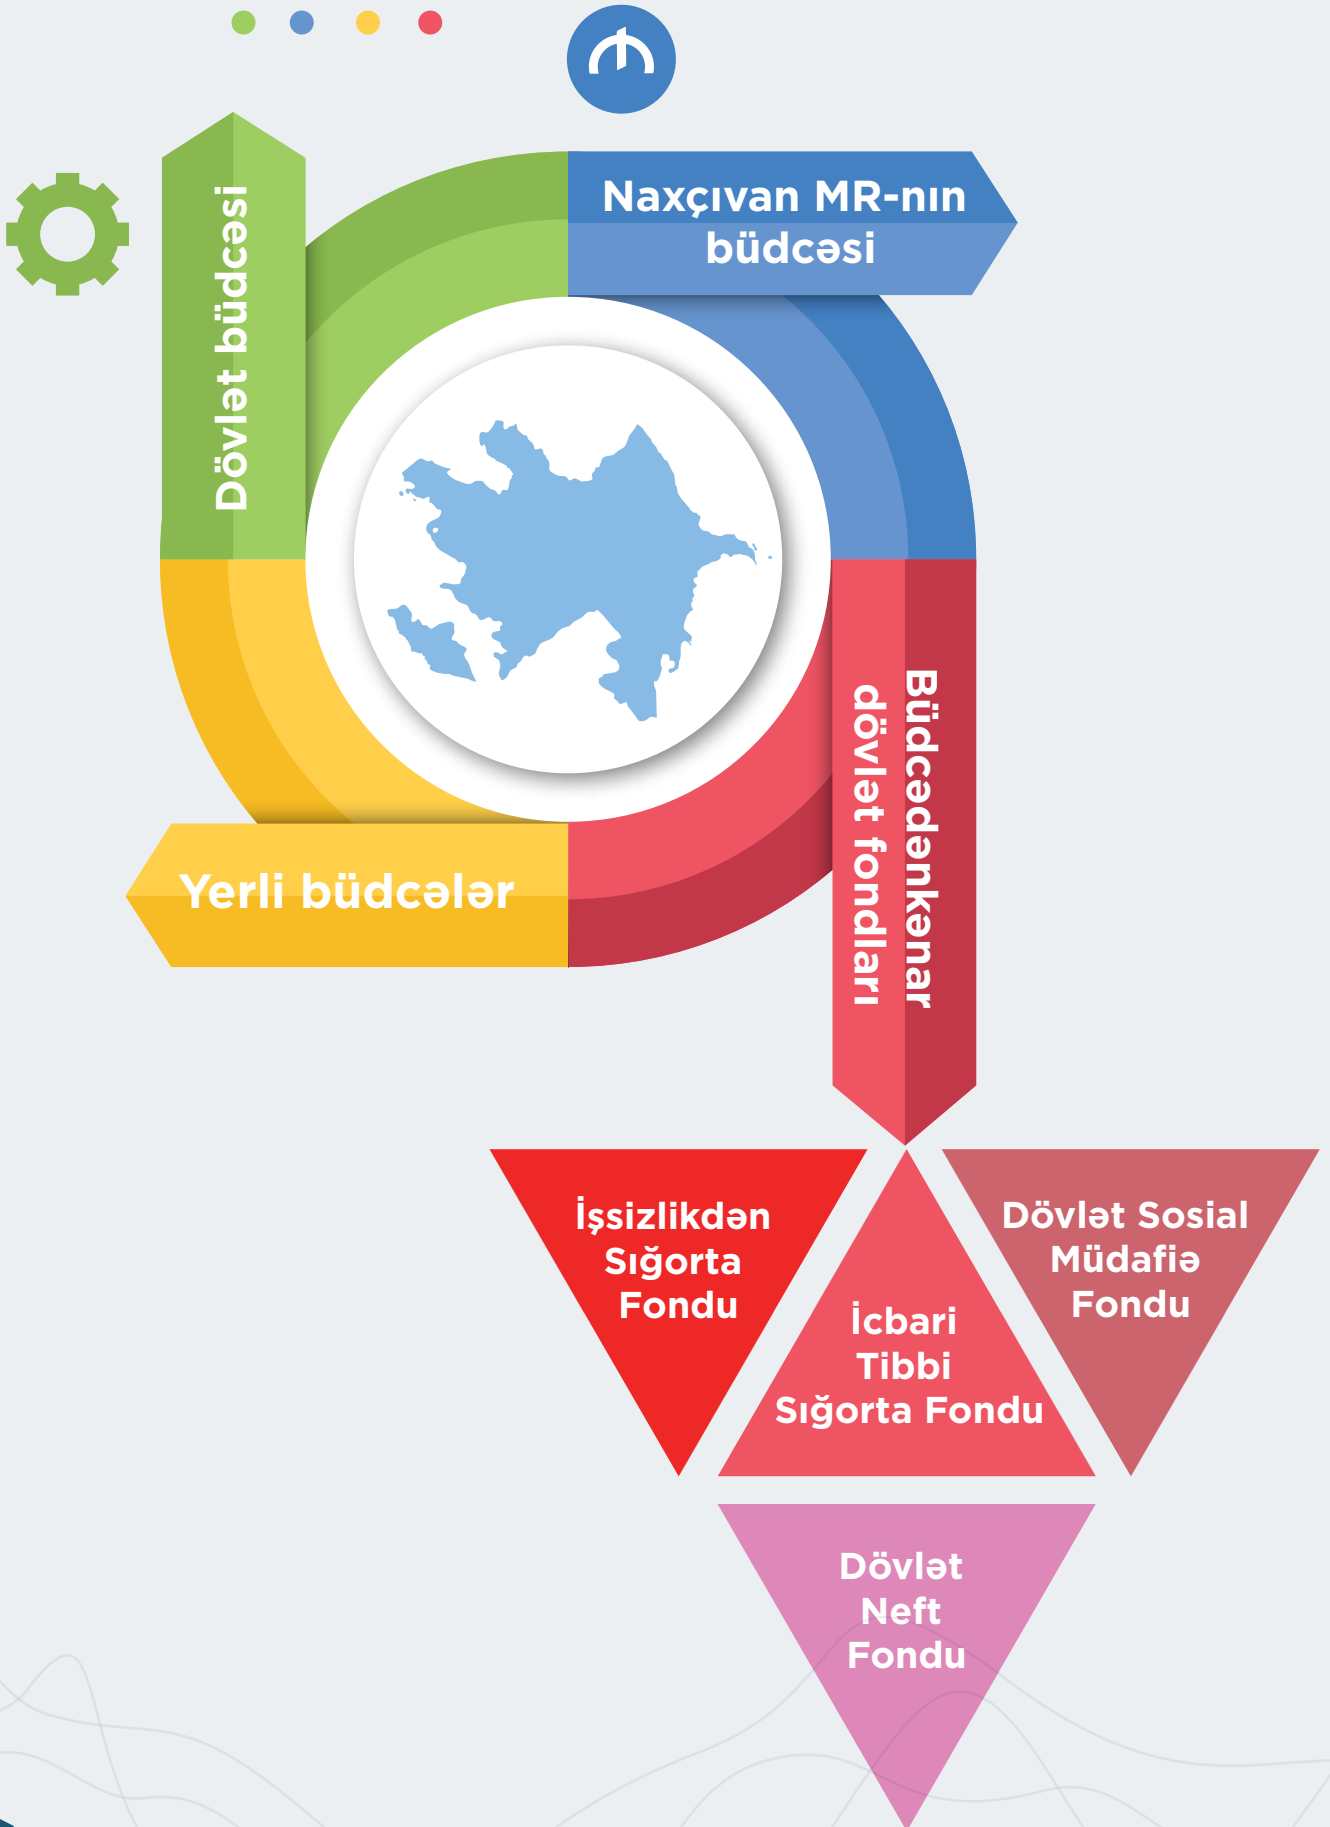 Naxçıvan MR-nın
büdcəsi
Dövlət büdcəsi
Büdcədənkənar
dövlət fondları
Yerli büdcələr
İşsizlikdən
Sığorta
Fondu
İcbari
Tibbi
Sığorta Fondu
Dövlət Sosial
Müdafiə
Fondu
Dövlət
Neft
Fondu